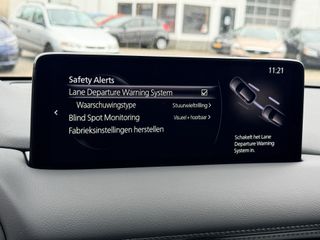 Safety Alerts
11:21
Lane Departure Warning System
Waarschuwingstype Stuurwieltrilling
Blind Spot Monitoring Visueel + hoorbaar
Fabrieksinstellingen herstellen
Schakelt het Lane
Departure Warning
System in.